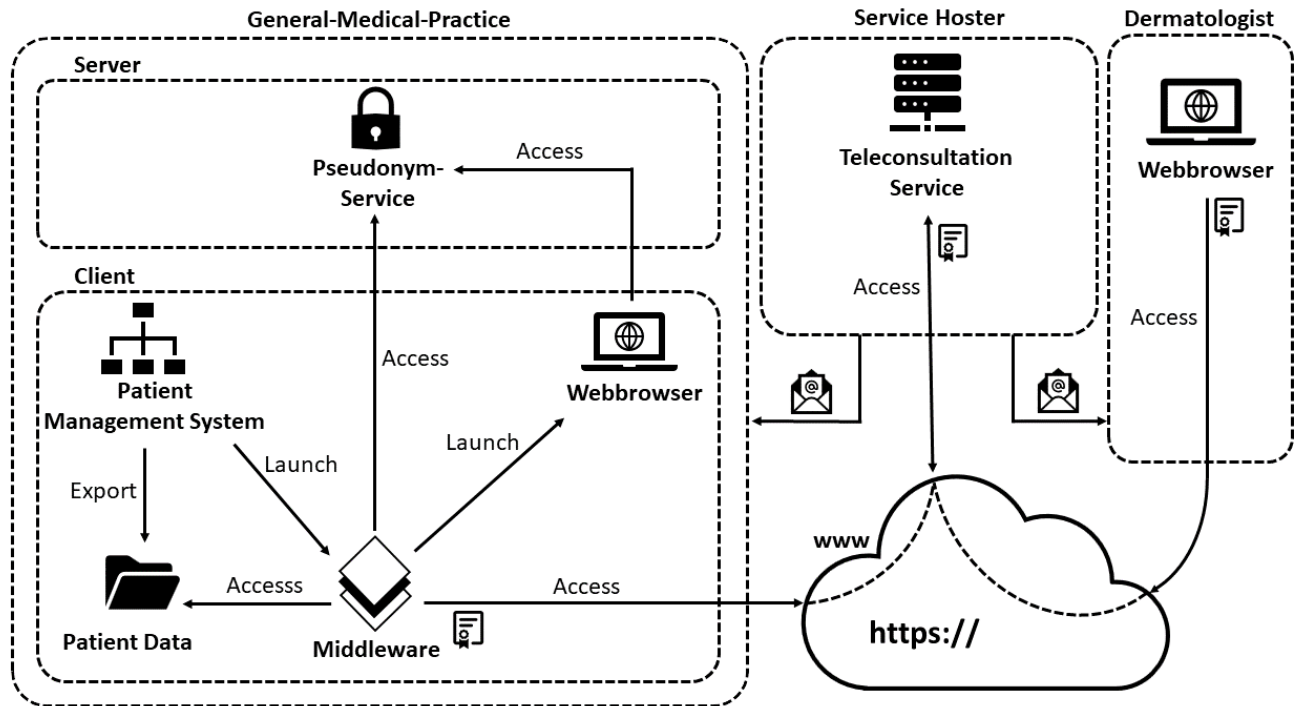 General-Medical-Practice
Service Hoster
Dermatologist
Server
Pseudonym-
Service
Access
Teleconsultation
Service
Webbrowser
Access
Access
Client
Patient
Management System
Access
Webbrowser
@
@
Launch
Launch
Export
Accesss
Patient Data
Middleware
Access
www
https://